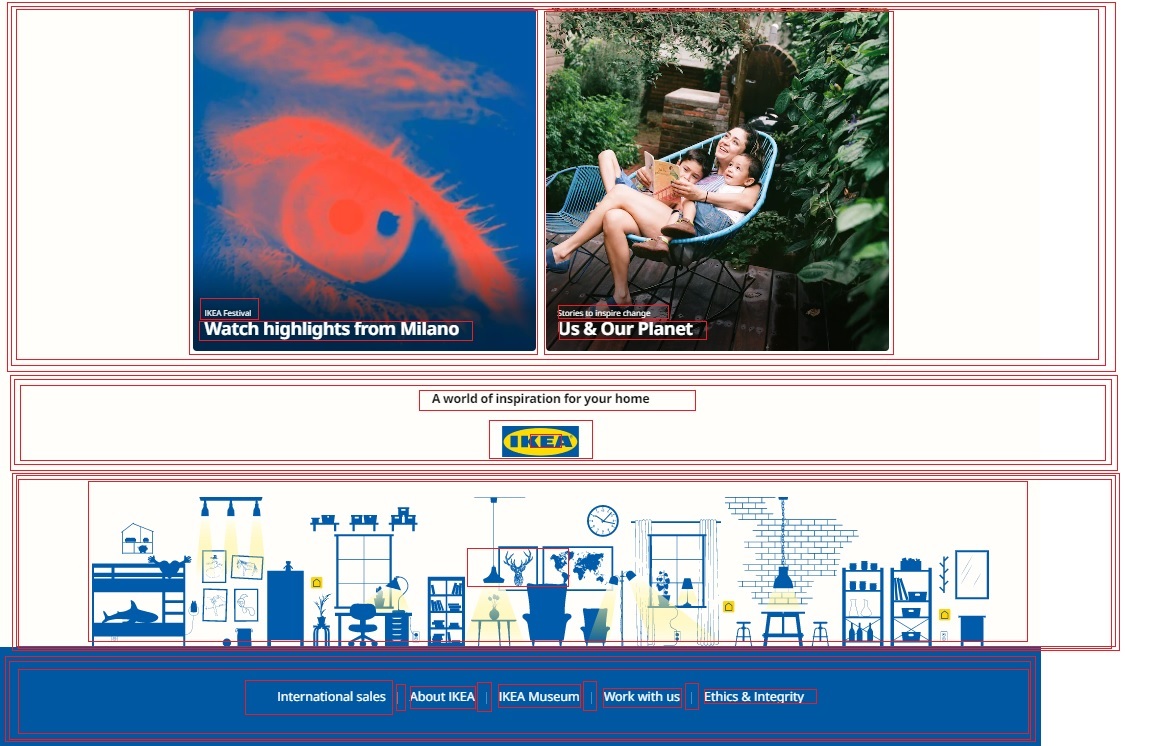 IKEA Festival
Watch highlights from Milano
Stories to inspire change
Us & Our Planet
A world of inspiration for your home
IKEA
International sales | About IKEA | IKEA Museum | Work with us | Ethics & Integrity